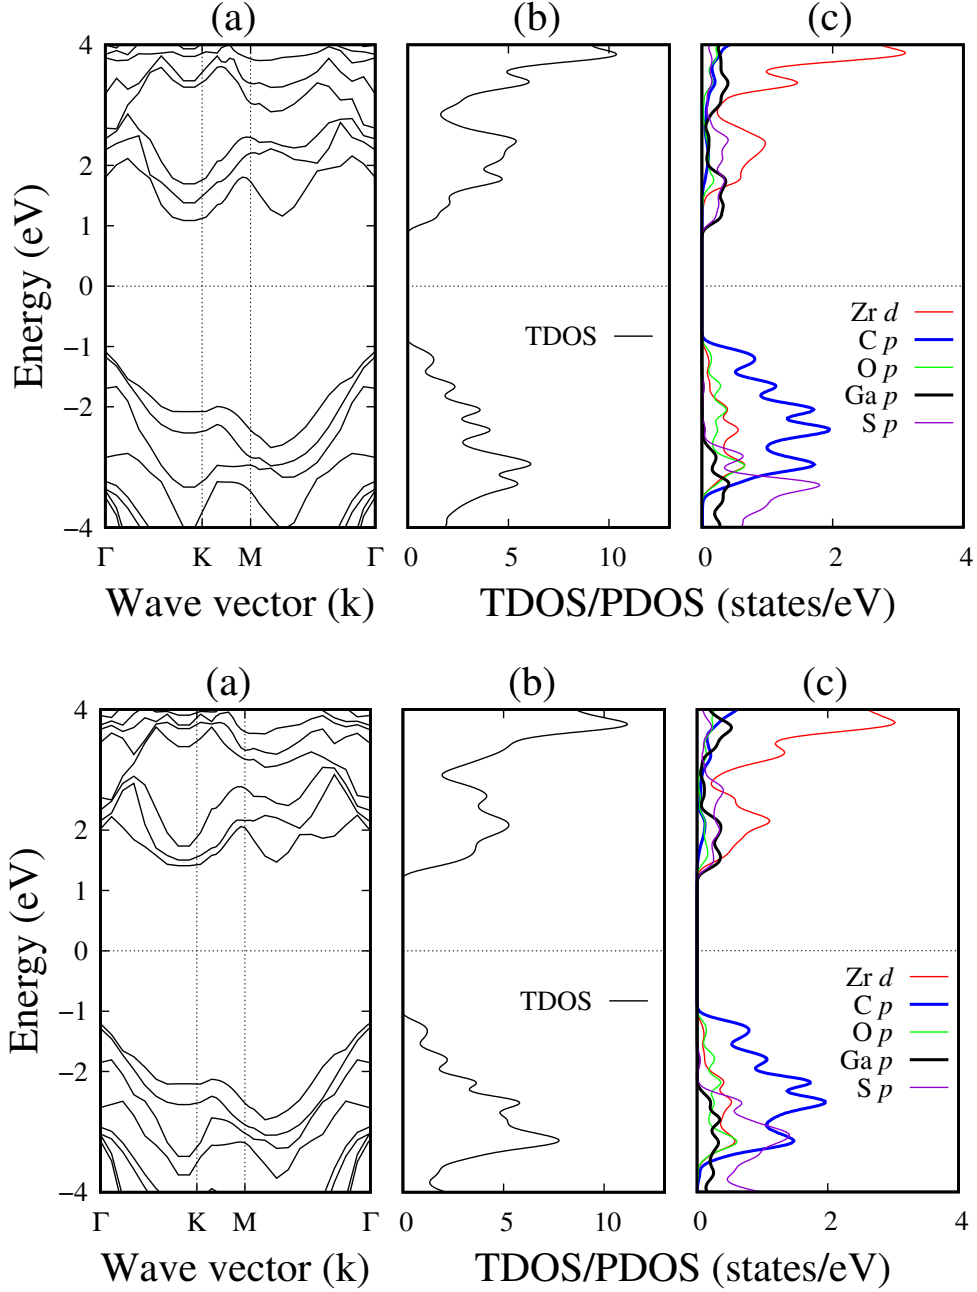 (a) (b) (c)
4
2
1
0
−1
−2
−4
Energy (eV)
TDOS
Zr d
C p
O p
Ga p
S p
Γ K M Γ 0 5 10 0 2 4
Wave vector (k) TDOS/PDOS (states/eV)
(a) (b) (c)
4
2
1
0
−1
−2
−4
Energy (eV)
TDOS
Zr d
C p
O p
Ga p
S p
Γ K M Γ 0 5 10 0 2 4
Wave vector (k) TDOS/PDOS (states/eV)